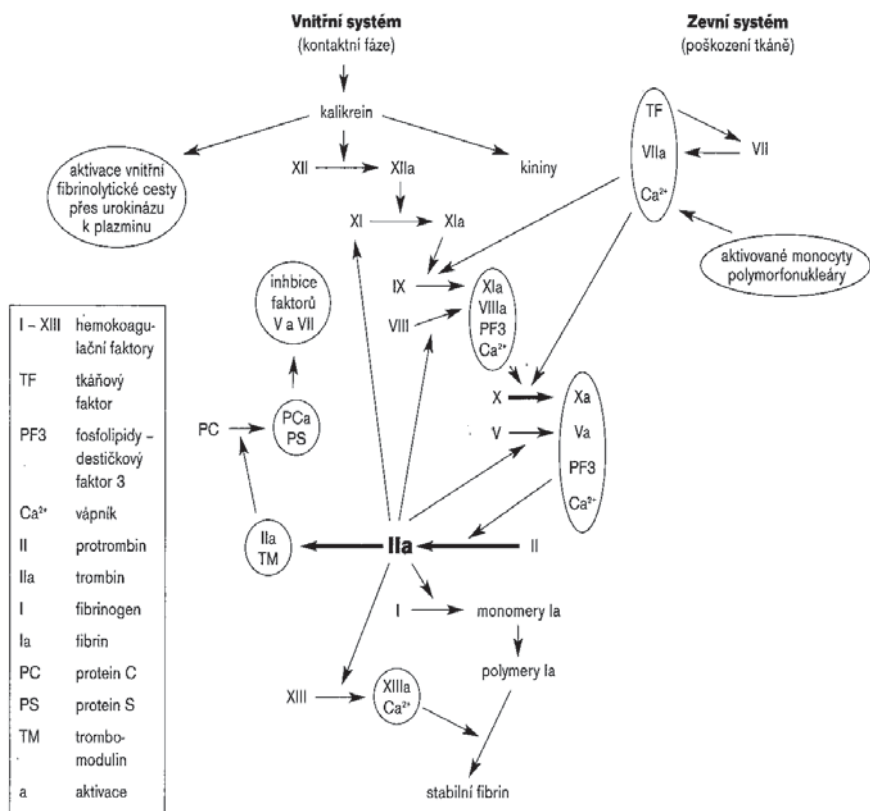 Vnitřní systém
(kontaktní fáze)
Zevní systém
(poškození tkáně)
kalikrein
TF
VIIa
Ca²⁺
VII
aktivace vnitřní
fibrinolytické cesty
přes urokinázu
k plazminu
XII
XIIa
kininy
XI
XIa
aktivované monocyty
polymorfonukleáry
inhbice
faktorů
V a VII
IX
VIII
XIa
VIIIa
PF3
Ca²⁺
X
V
Xa
Va
PF3
Ca²⁺
PC
PCa
PS
IIa
TM
IIa
II
I
monomery Ia
polymery Ia
XIII
XIIIa
Ca²⁺
stabilní fibrin
I – XIII hemokoagu-
lační faktory
TF tkáňový
faktor
PF3 fosfolipidy –
destičkový
faktor 3
Ca²⁺ vápník
II protrombin
IIa trombin
I fibrinogen
Ia fibrin
PC protein C
PS protein S
TM trombo-
modulin
a aktivace